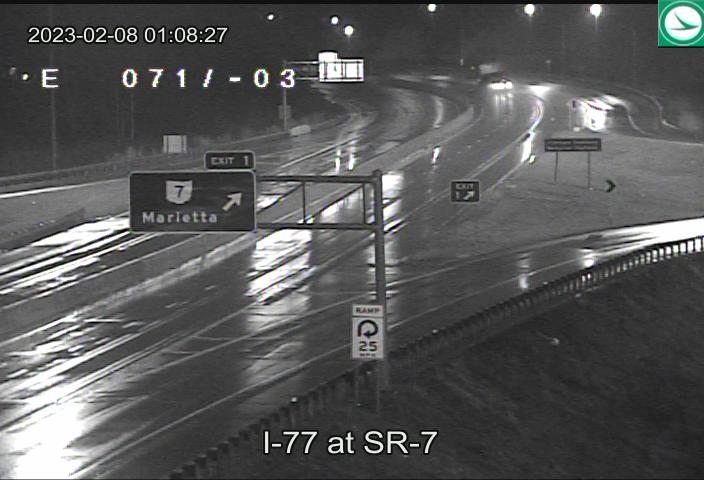 2023-02-08 01:08:27
E 071/-03
EXIT 1
7
Marietta
EXIT
1
RAMP
25
MPH
I-77 at SR-7